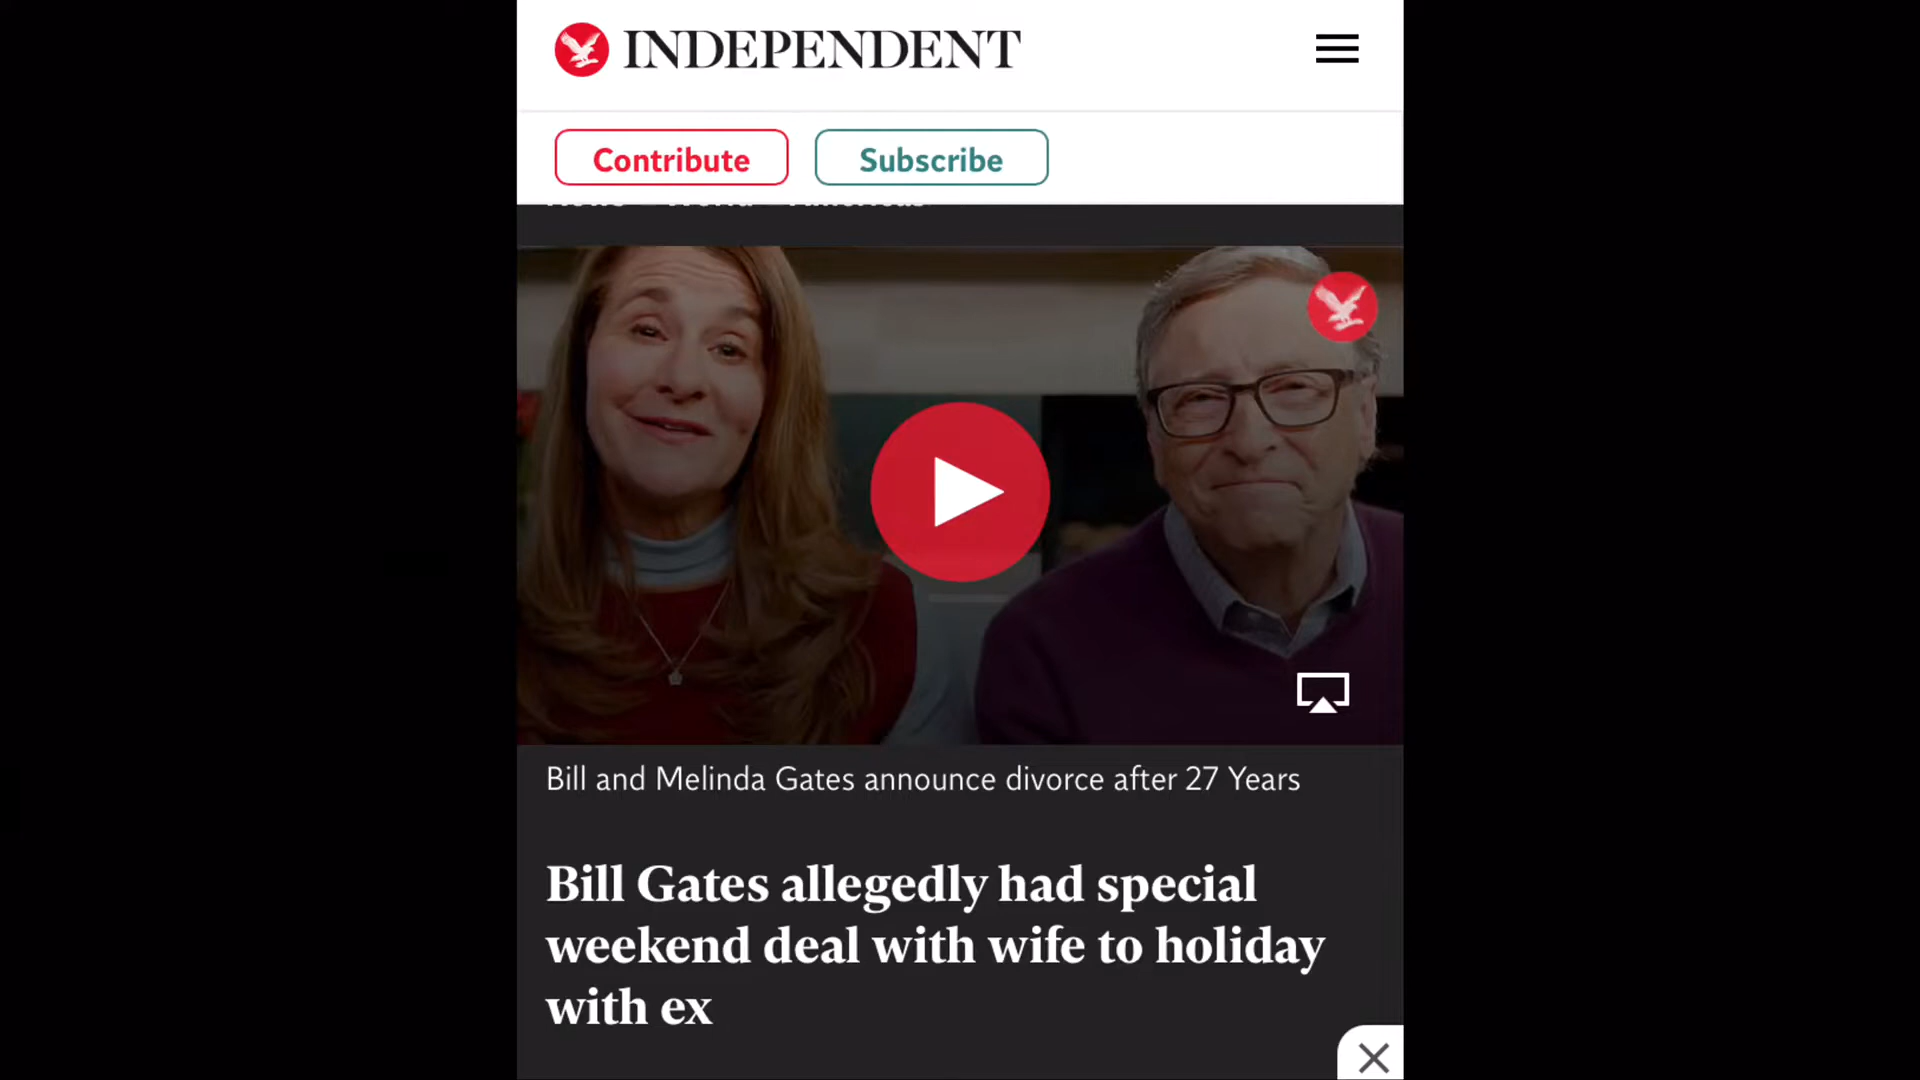 INDEPENDENT
Contribute
Subscribe
Bill and Melinda Gates announce divorce after 27 Years
Bill Gates allegedly had special
weekend deal with wife to holiday
with ex